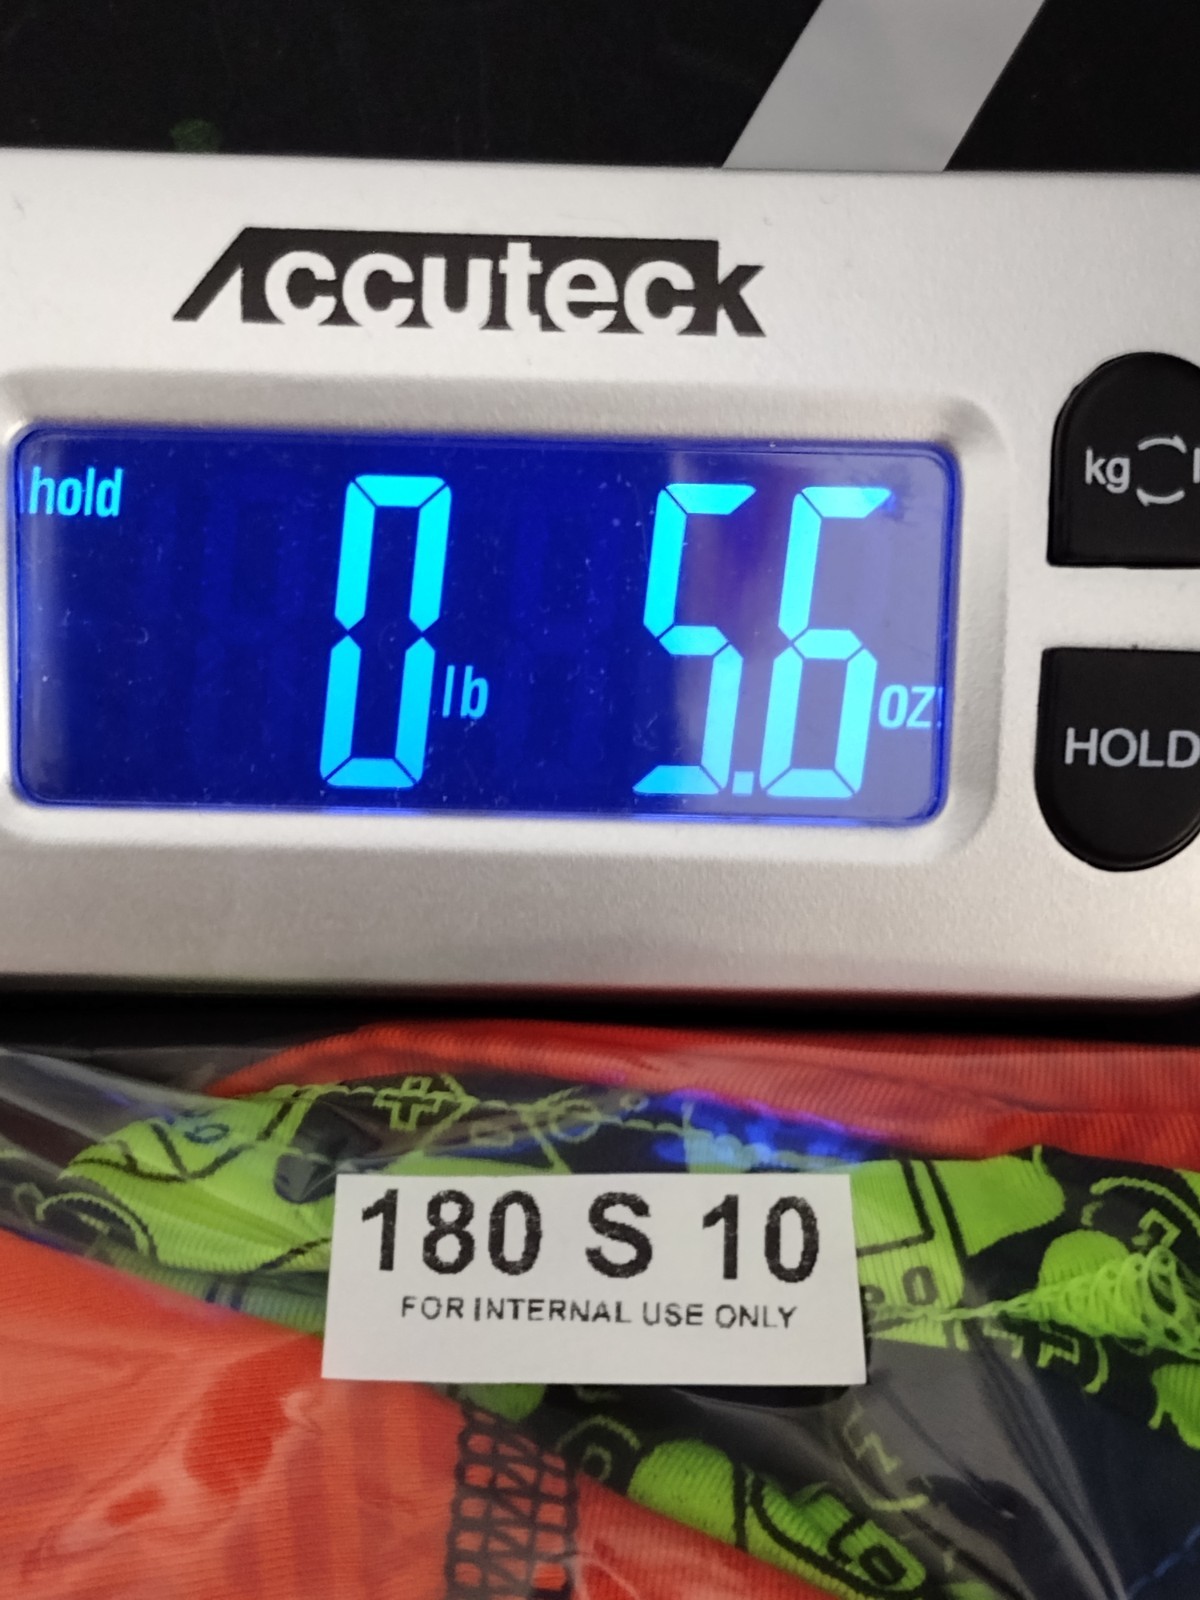 Accuteck
hold
0 lb 5.6 oz
kg
HOLD
180 S 10
FOR INTERNAL USE ONLY